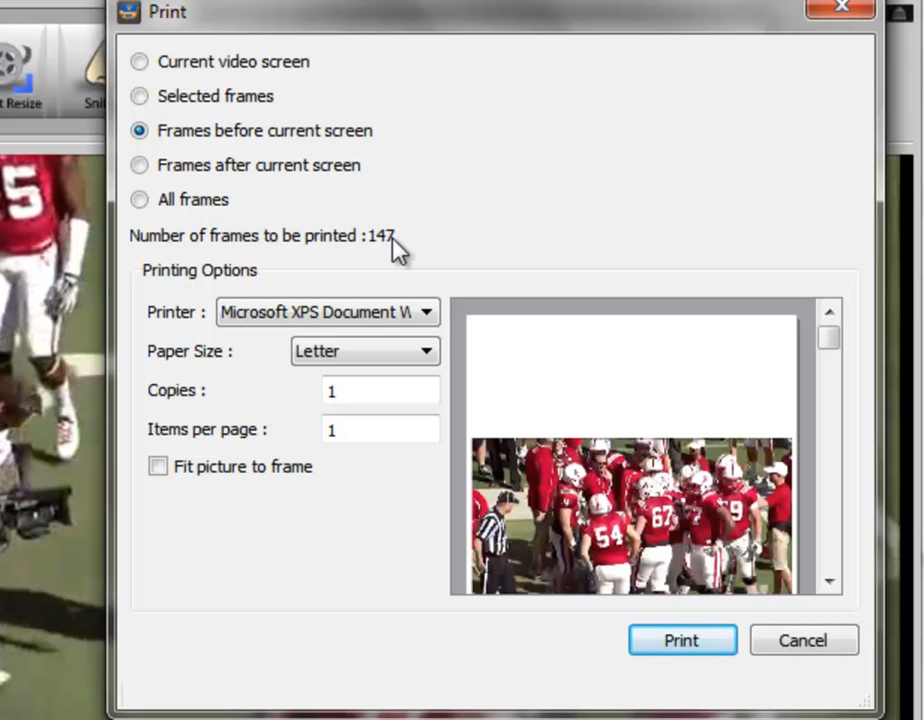 Print
t Resize
Sni
Current video screen
Selected frames
Frames before current screen
Frames after current screen
All frames
Number of frames to be printed :147
Printing Options
Printer :
Microsoft XPS Document W
Paper Size :
Letter
Copies :
1
Items per page :
1
Fit picture to frame
54
67
Print
Cancel